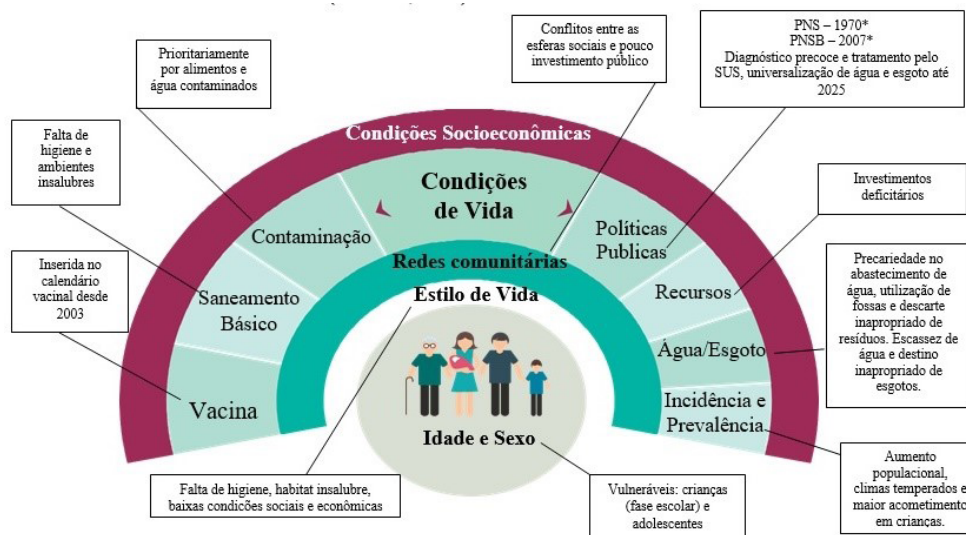 Conflitos entre as
esferas sociais e pouco
investimento público
PNS – 1970*
PNSB – 2007*
Diagnóstico precoce e tratamento pelo
SUS, universalização de água e esgoto até
2025
Prioritariamente
por alimentos e
água contaminados
Falta de
higiene e
ambientes
insalubres
Inserida no
calendário
vacinal desde
2003
Condições Socioeconômicas
Condições
de Vida
Contaminação
Saneamento
Básico
Vacina
Políticas
Publicas
Recursos
Água/Esgoto
Incidência e
Prevalência
Redes comunitárias
Estilo de Vida
Idade e Sexo
Investimentos
deficitários
Precariedade no
abastecimento de
água, utilização de
fossas e descarte
inapropriado de
resíduos. Escassez de
água e destino
inapropriado de
esgotos.
Aumento
populacional,
climas temperados e
maior acometimento
em crianças.
Falta de higiene, habitat insalubre,
baixas condições sociais e econômicas
Vulneráveis: crianças
(fase escolar) e
adolescentes